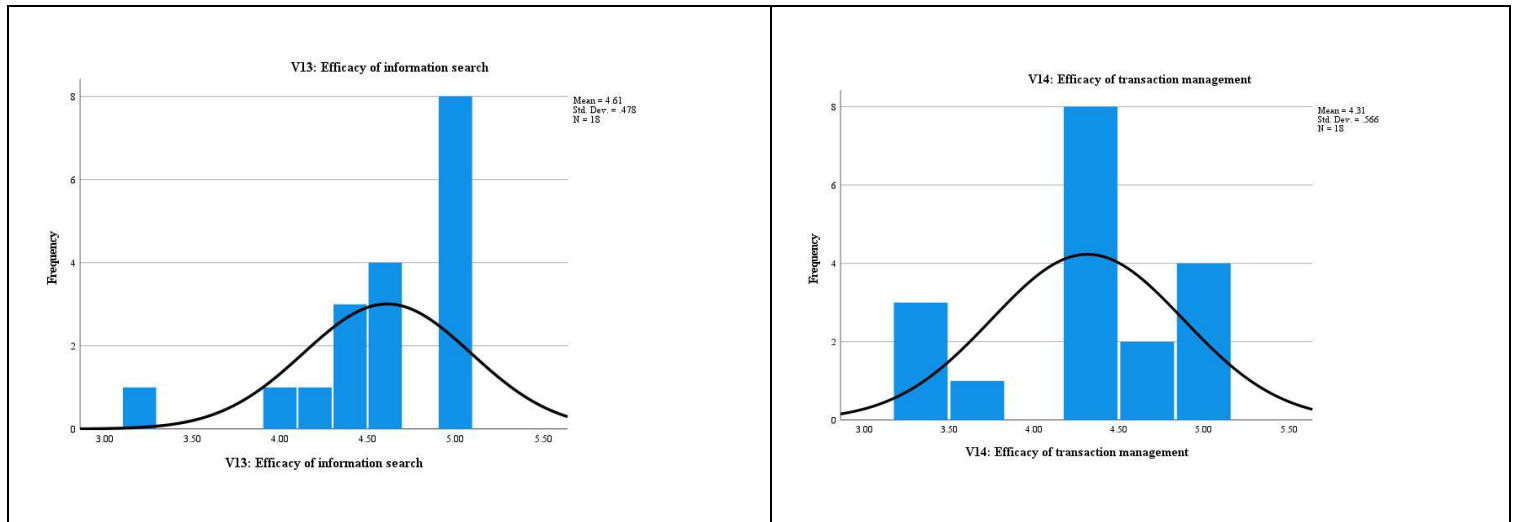 V13: Efficacy of information search
Mean = 4.61
Std. Dev. = .478
N = 18
8
6
4
2
0
Frequency
3.00 3.50 4.00 4.50 5.00 5.50
V13: Efficacy of information search
V14: Efficacy of transaction management
Mean = 4.31
Std. Dev. = .566
N = 18
8
6
4
2
0
Frequency
3.00 3.50 4.00 4.50 5.00 5.50
V14: Efficacy of transaction management